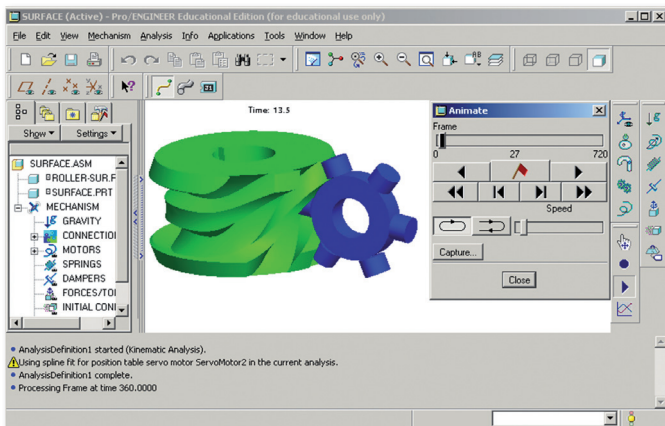 SURFACE (Active) - Pro/ENGINEER Educational Edition (for educational use only)
File Edit View Mechanism Analysis Info Applications Tools Window Help
Show Settings
SURFACE.ASM
ROLLER-SUR.F
SURFACE.PRT
MECHANISM
GRAVITY
CONNECTION
MOTORS
SPRINGS
DAMPERS
FORCES/TO
INITIAL CON
Time: 13.5
Animate
Frame
0 27 720
Speed
Capture...
Close
AnalysisDefinition1 started (Kinematic Analysis).
Using spline fit for position table servo motor ServoMotor2 in the current analysis.
AnalysisDefinition1 complete.
Processing Frame at time 360.0000